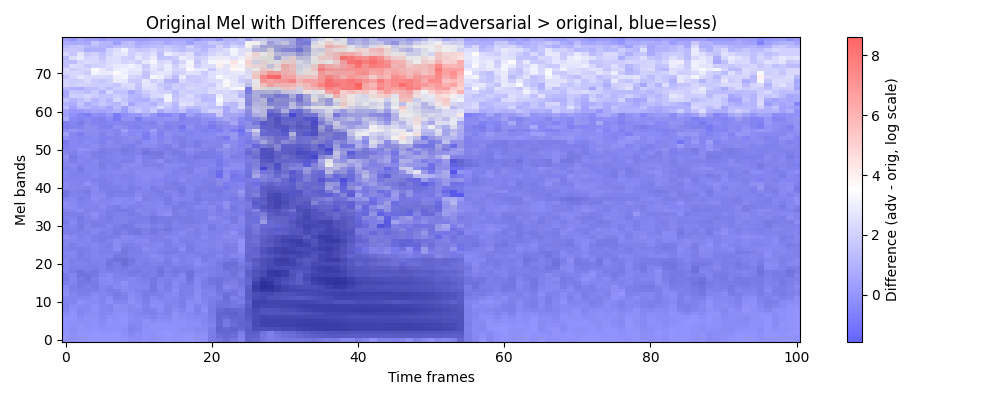 Original Mel with Differences (red=adversarial > original, blue=less)
Mel bands
70
60
50
40
30
20
10
0
0 20 40 60 80 100
Time frames
8
6
4
2
0
Difference (adv - orig, log scale)